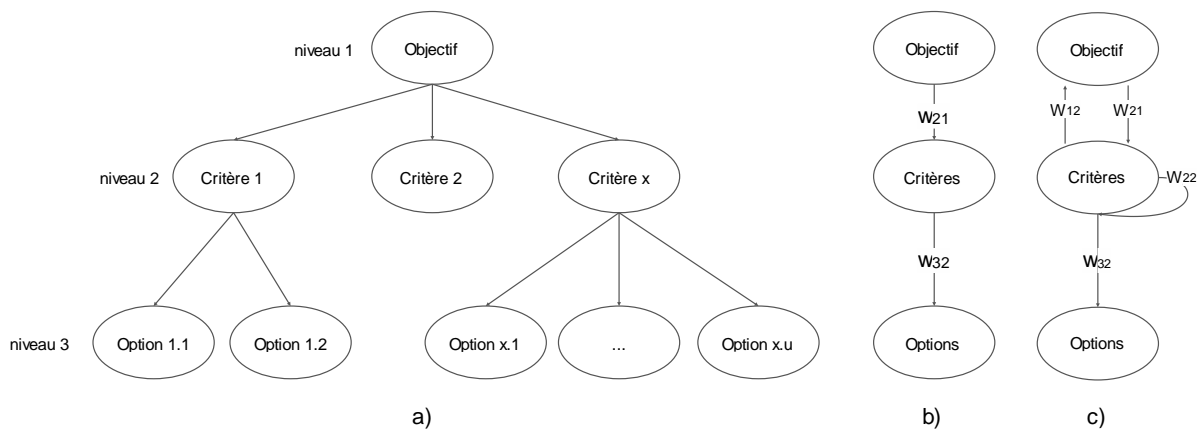 niveau 1
Objectif
niveau 2
Critère 1
Critère 2
Critère x
niveau 3
Option 1.1
Option 1.2
Option x.1
...
Option x.u
a)
Objectif
W21
Critères
W32
Options
b)
Objectif
W12
W21
Critères
W22
W32
Options
c)